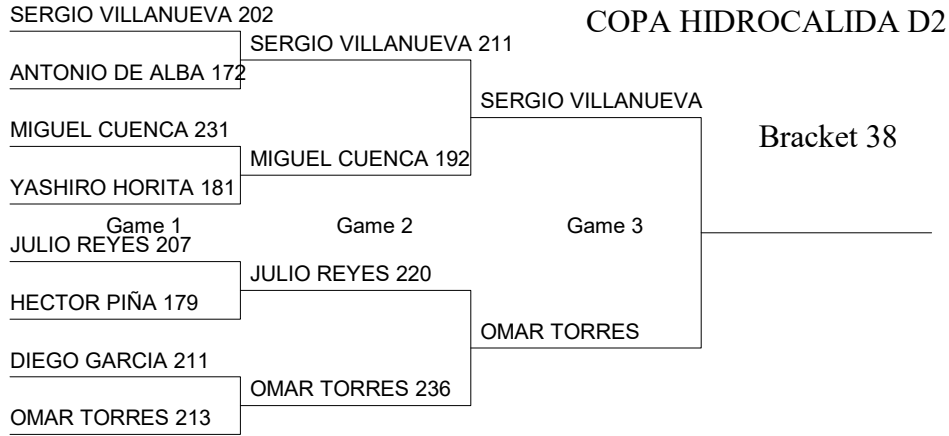 COPA HIDROCALIDA D2
Bracket 38
SERGIO VILLANUEVA 202
ANTONIO DE ALBA 172
MIGUEL CUENCA 231
YASHIRO HORITA 181
Game 1
JULIO REYES 207
HECTOR PIÑA 179
DIEGO GARCIA 211
OMAR TORRES 213
SERGIO VILLANUEVA 211
MIGUEL CUENCA 192
Game 2
JULIO REYES 220
OMAR TORRES 236
SERGIO VILLANUEVA
Game 3
OMAR TORRES